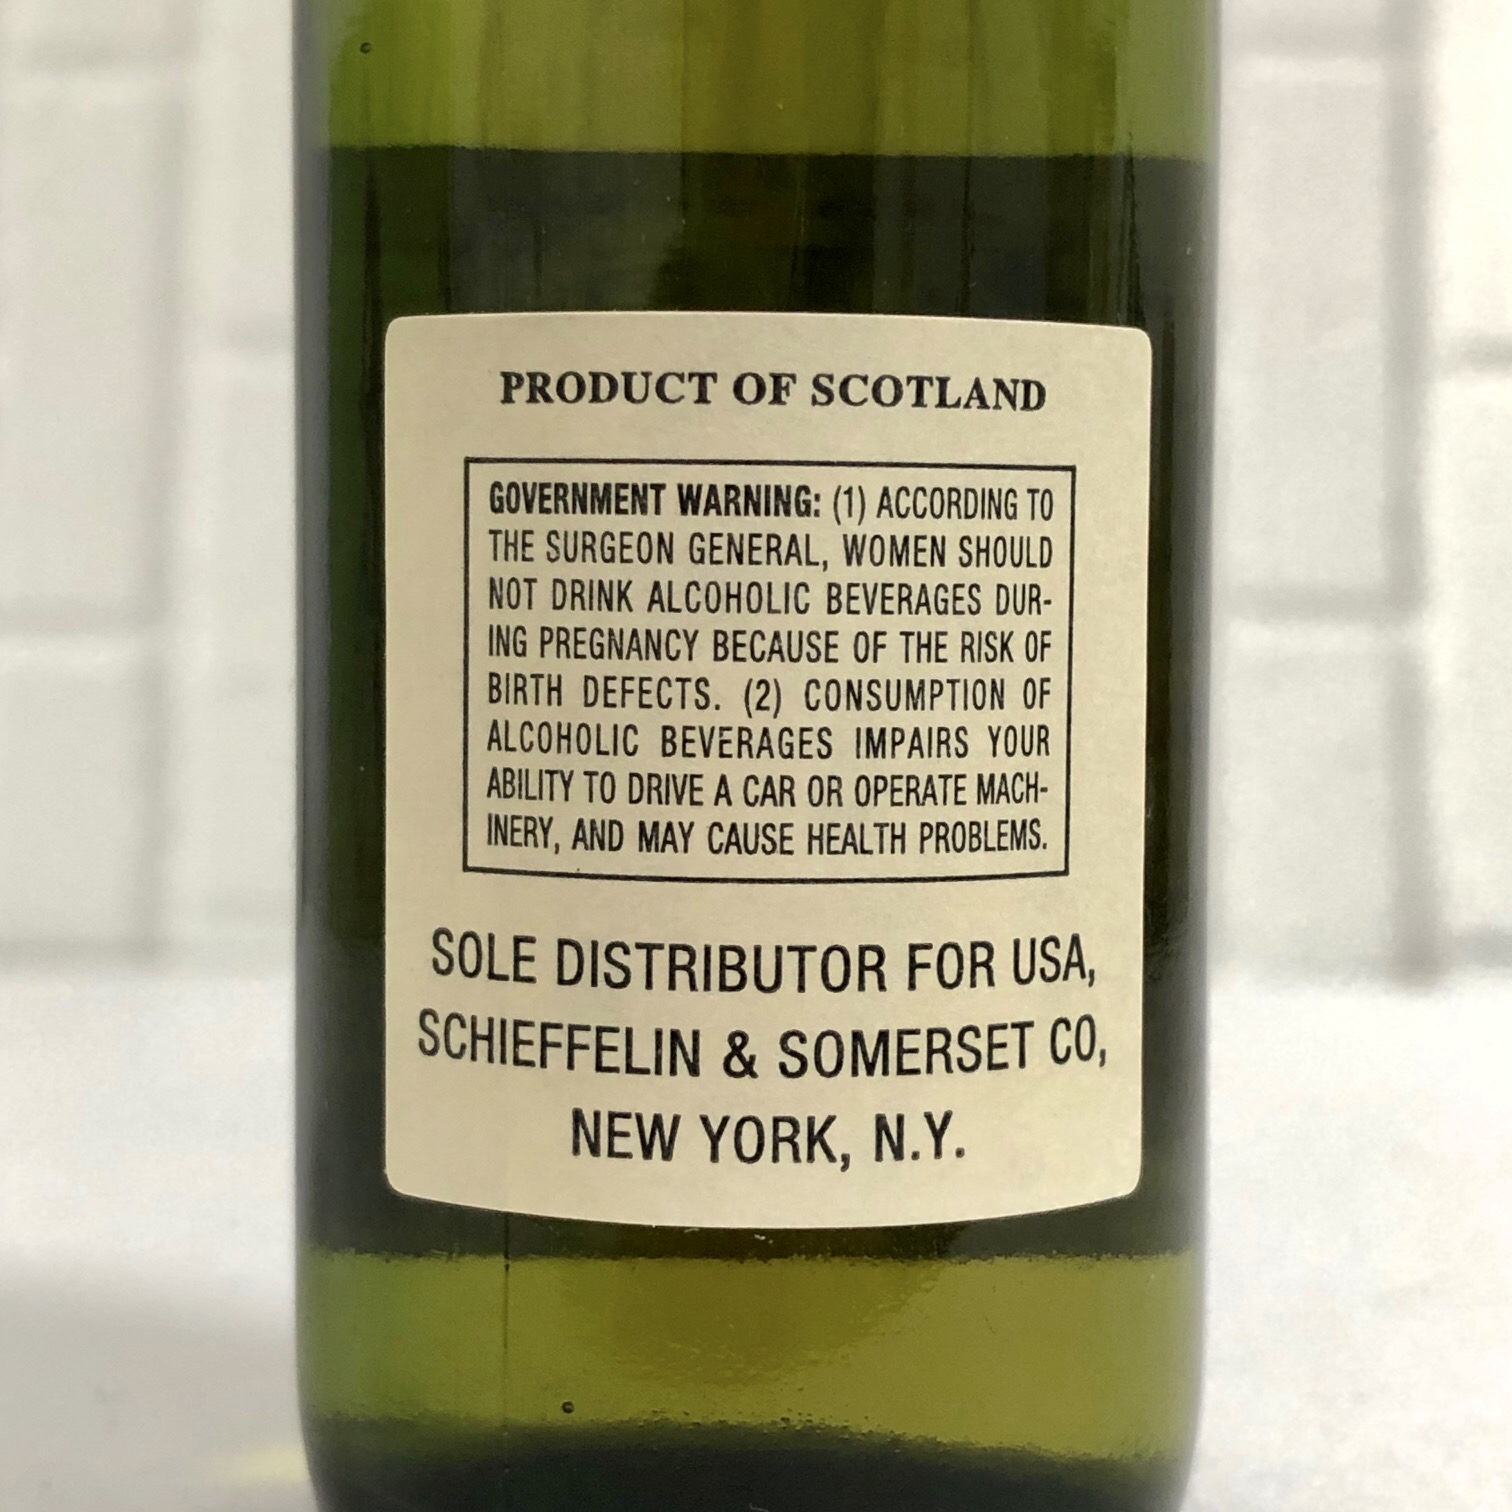 PRODUCT OF SCOTLAND
GOVERNMENT WARNING: (1) ACCORDING TO
THE SURGEON GENERAL, WOMEN SHOULD
NOT DRINK ALCOHOLIC BEVERAGES DUR-
ING PREGNANCY BECAUSE OF THE RISK OF
BIRTH DEFECTS. (2) CONSUMPTION OF
ALCOHOLIC BEVERAGES IMPAIRS YOUR
ABILITY TO DRIVE A CAR OR OPERATE MACH-
INERY, AND MAY CAUSE HEALTH PROBLEMS.
SOLE DISTRIBUTOR FOR USA,
SCHIEFFELIN & SOMERSET CO,
NEW YORK, N.Y.